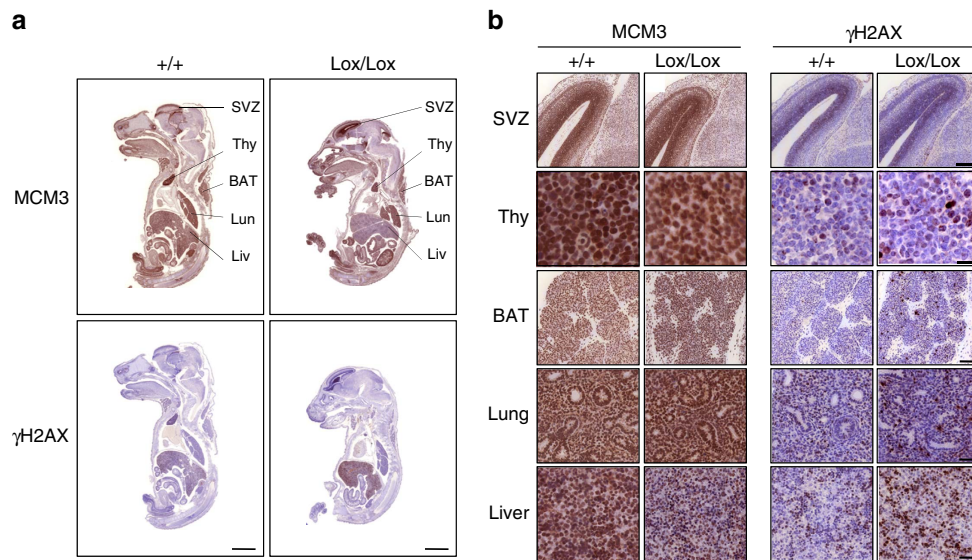 a
+/+
Lox/Lox
MCM3
SVZ
Thy
BAT
Lun
Liv
SVZ
Thy
BAT
Lun
Liv
γH2AX
b
MCM3
γH2AX
+/+
Lox/Lox
+/+
Lox/Lox
SVZ
Thy
BAT
Lung
Liver